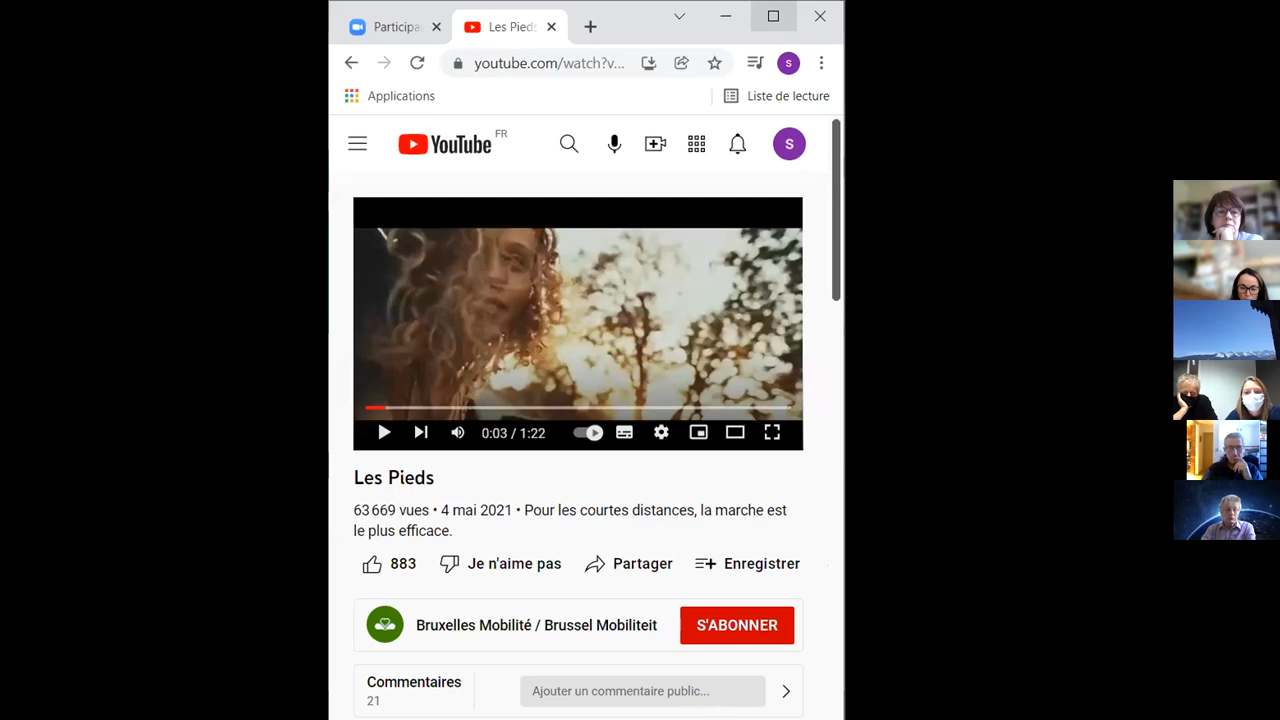 Participa
Les Pieds
youtube.com/watch?v...
S
Applications
Liste de lecture
YouTube FR
S
0:03 / 1:22
Les Pieds
63 669 vues • 4 mai 2021 • Pour les courtes distances, la marche est
le plus efficace.
883 Je n'aime pas Partager Enregistrer
Bruxelles Mobilité / Brussel Mobiliteit S'ABONNER
Commentaires
21
Ajouter un commentaire public...